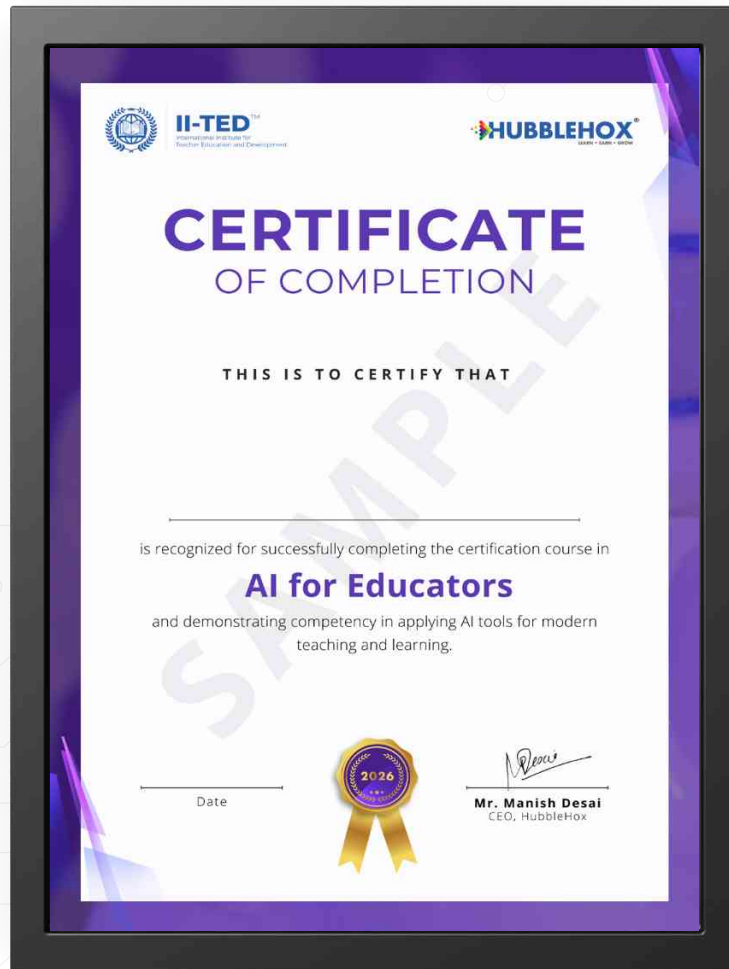 II-TED™
International Institute for
Teacher Education and Development
HUBBLEHOX®
LEARN • EARN • GROW
CERTIFICATE
OF COMPLETION
THIS IS TO CERTIFY THAT
SAMPLE
is recognized for successfully completing the certification course in
AI for Educators
and demonstrating competency in applying AI tools for modern
teaching and learning.
2026
Date
Mr. Manish Desai
CEO, HubbleHox